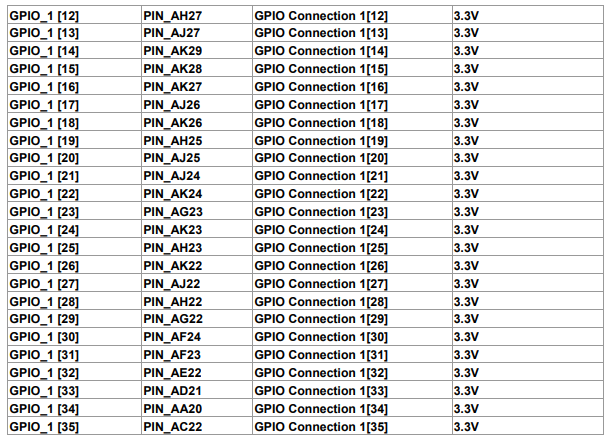 GPIO_1 [12] PIN_AH27 GPIO Connection 1[12] 3.3V
GPIO_1 [13] PIN_AJ27 GPIO Connection 1[13] 3.3V
GPIO_1 [14] PIN_AK29 GPIO Connection 1[14] 3.3V
GPIO_1 [15] PIN_AK28 GPIO Connection 1[15] 3.3V
GPIO_1 [16] PIN_AK27 GPIO Connection 1[16] 3.3V
GPIO_1 [17] PIN_AJ26 GPIO Connection 1[17] 3.3V
GPIO_1 [18] PIN_AK26 GPIO Connection 1[18] 3.3V
GPIO_1 [19] PIN_AH25 GPIO Connection 1[19] 3.3V
GPIO_1 [20] PIN_AJ25 GPIO Connection 1[20] 3.3V
GPIO_1 [21] PIN_AJ24 GPIO Connection 1[21] 3.3V
GPIO_1 [22] PIN_AK24 GPIO Connection 1[22] 3.3V
GPIO_1 [23] PIN_AG23 GPIO Connection 1[23] 3.3V
GPIO_1 [24] PIN_AK23 GPIO Connection 1[24] 3.3V
GPIO_1 [25] PIN_AH23 GPIO Connection 1[25] 3.3V
GPIO_1 [26] PIN_AK22 GPIO Connection 1[26] 3.3V
GPIO_1 [27] PIN_AJ22 GPIO Connection 1[27] 3.3V
GPIO_1 [28] PIN_AH22 GPIO Connection 1[28] 3.3V
GPIO_1 [29] PIN_AG22 GPIO Connection 1[29] 3.3V
GPIO_1 [30] PIN_AF24 GPIO Connection 1[30] 3.3V
GPIO_1 [31] PIN_AF23 GPIO Connection 1[31] 3.3V
GPIO_1 [32] PIN_AE22 GPIO Connection 1[32] 3.3V
GPIO_1 [33] PIN_AD21 GPIO Connection 1[33] 3.3V
GPIO_1 [34] PIN_AA20 GPIO Connection 1[34] 3.3V
GPIO_1 [35] PIN_AC22 GPIO Connection 1[35] 3.3V